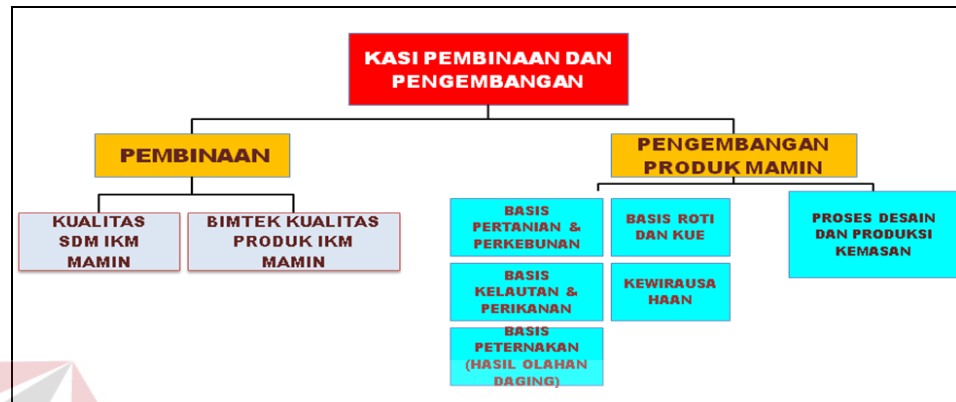 KASI PEMBINAAN DAN
PENGEMBANGAN
PEMBINAAN
PENGEMBANGAN
PRODUK MAMIN
KUALITAS
SDM IKM
MAMIN
BIMTEK KUALITAS
PRODUK IKM
MAMIN
BASIS
PERTANIAN &
PERKEBUNAN
BASIS ROTI
DAN KUE
PROSES DESAIN
DAN PRODUKSI
KEMASAN
BASIS
KELAUTAN &
PERIKANAN
KEWIRAUSA
HAAN
BASIS
PETERNAKAN
(HASIL OLAHAN
DAGING)